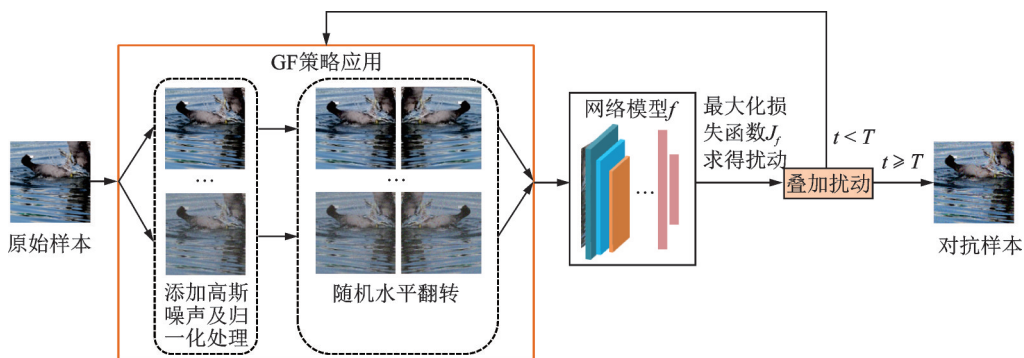 GF策略应用
原始样本
...
添加高斯
噪声及归
一化处理
...
随机水平翻转
网络模型f
...
最大化损
失函数J_f
求得扰动
t < T
t ⩾ T
叠加扰动
对抗样本